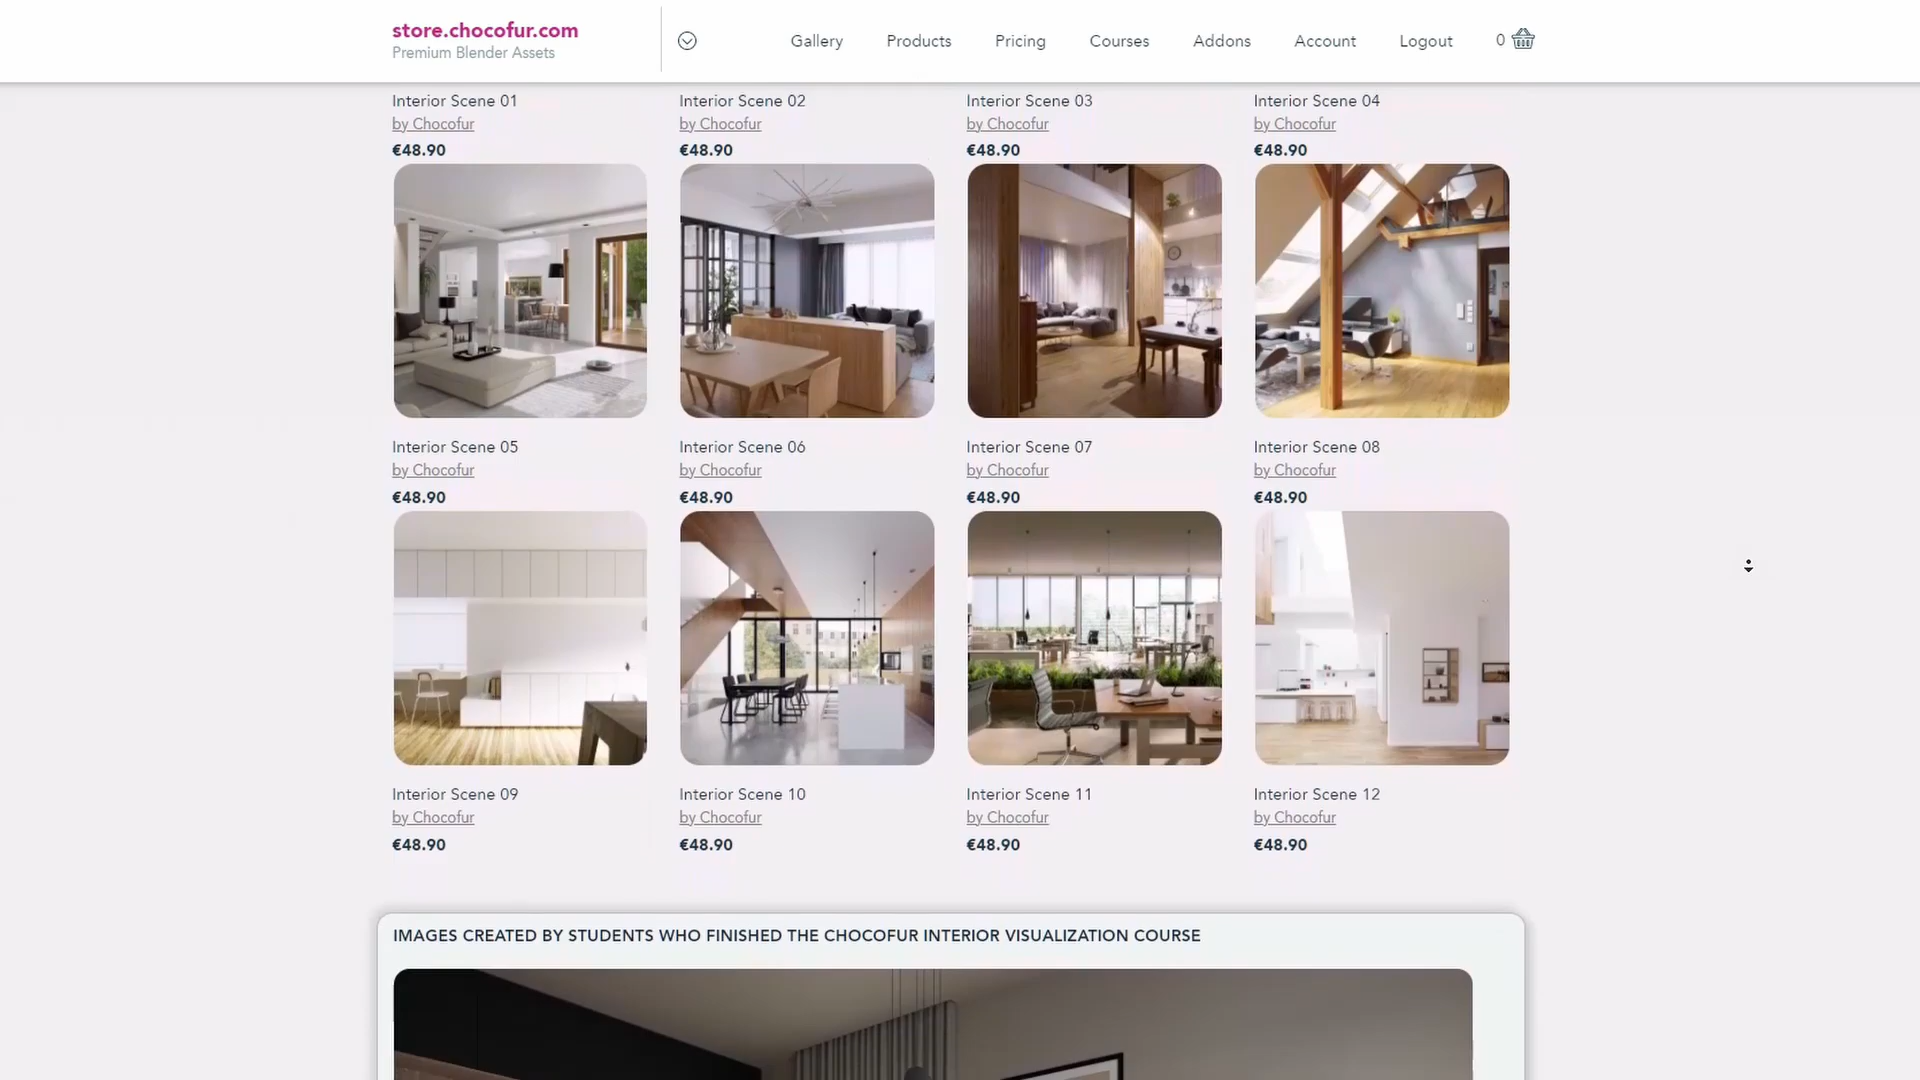 store.chocofur.com
Premium Blender Assets
Gallery Products Pricing Courses Addons Account Logout 0
Interior Scene 01 Interior Scene 02 Interior Scene 03 Interior Scene 04
by Chocofur by Chocofur by Chocofur by Chocofur
€48.90 €48.90 €48.90 €48.90
Interior Scene 05 Interior Scene 06 Interior Scene 07 Interior Scene 08
by Chocofur by Chocofur by Chocofur by Chocofur
€48.90 €48.90 €48.90 €48.90
Interior Scene 09 Interior Scene 10 Interior Scene 11 Interior Scene 12
by Chocofur by Chocofur by Chocofur by Chocofur
€48.90 €48.90 €48.90 €48.90
IMAGES CREATED BY STUDENTS WHO FINISHED THE CHOCOFUR INTERIOR VISUALIZATION COURSE